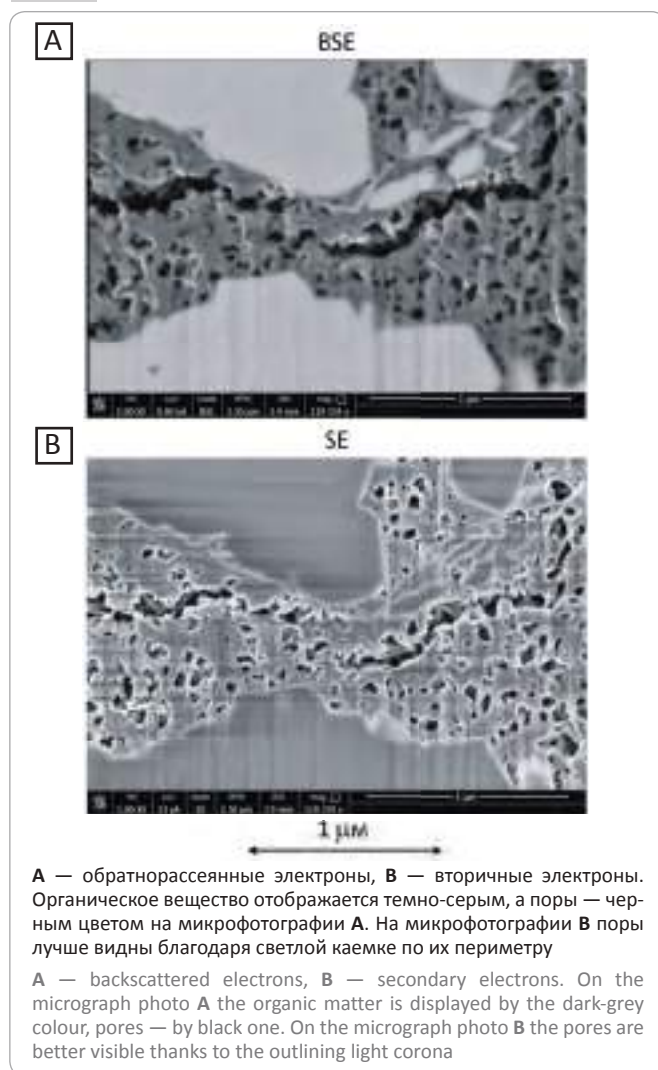 A
BSE
B
SE
1 μм
A — обратнорассеянные электроны, B — вторичные электроны.
Органическое вещество отображается темно-серым, а поры — чер-
ным цветом на микрофотографии A. На микрофотографии B поры
лучше видны благодаря светлой каемке по их периметру
A — backscattered electrons, B — secondary electrons. On the
micrograph photo A the organic matter is displayed by the dark-grey
colour, pores — by black one. On the micrograph photo B the pores are
better visible thanks to the outlining light corona